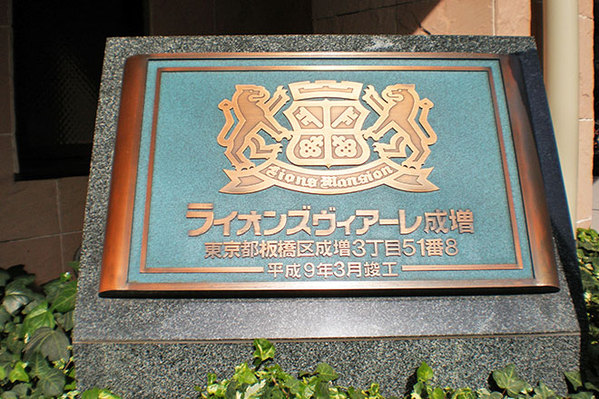 Lions Mansion
ライオンズヴィアーレ成増
東京都板橋区成増3丁目51番8
平成9年3月竣工